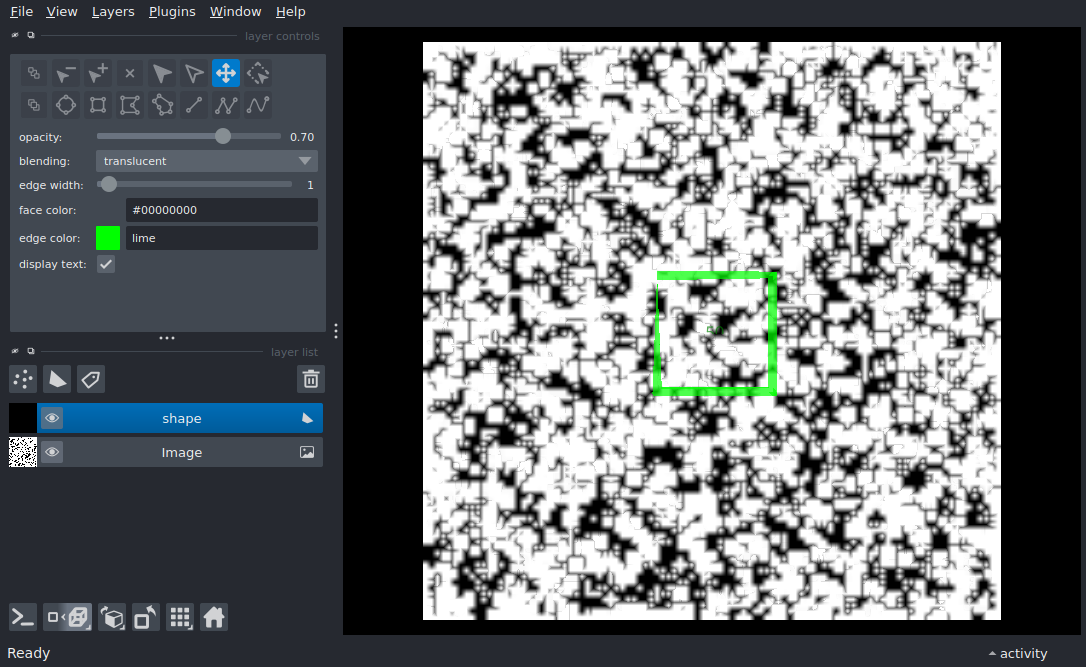 File View Layers Plugins Window Help
layer controls
opacity: 0.70
blending: translucent
edge width: 1
face color: #00000000
edge color: lime
display text:
layer list
shape
Image
Ready
activity